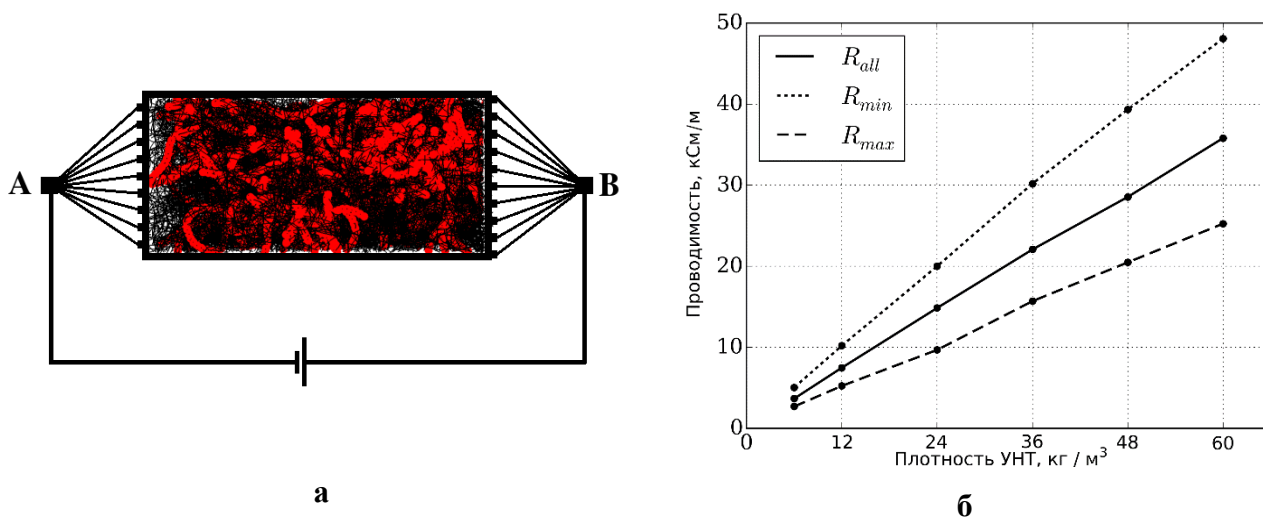 A
B
а
50
40
30
20
10
0
0
12
24
36
48
60
Проводимость, кСм/м
Плотность УНТ, кг / м³
R_all
R_min
R_max
б